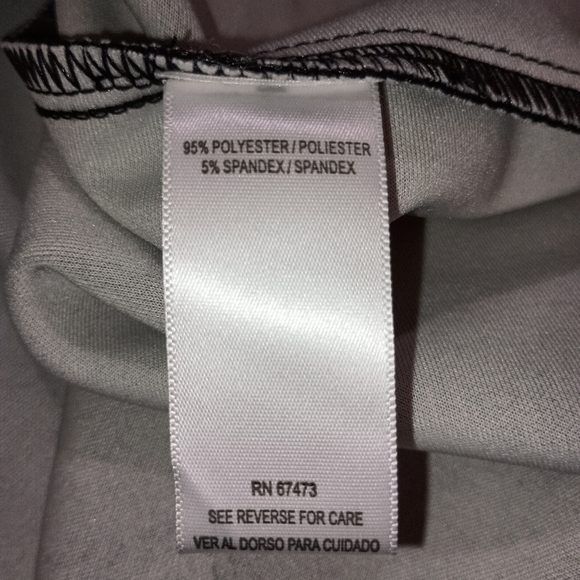 95% POLYESTER / POLIESTER
5% SPANDEX / SPANDEX
RN 67473
SEE REVERSE FOR CARE
VER AL DORSO PARA CUIDADO